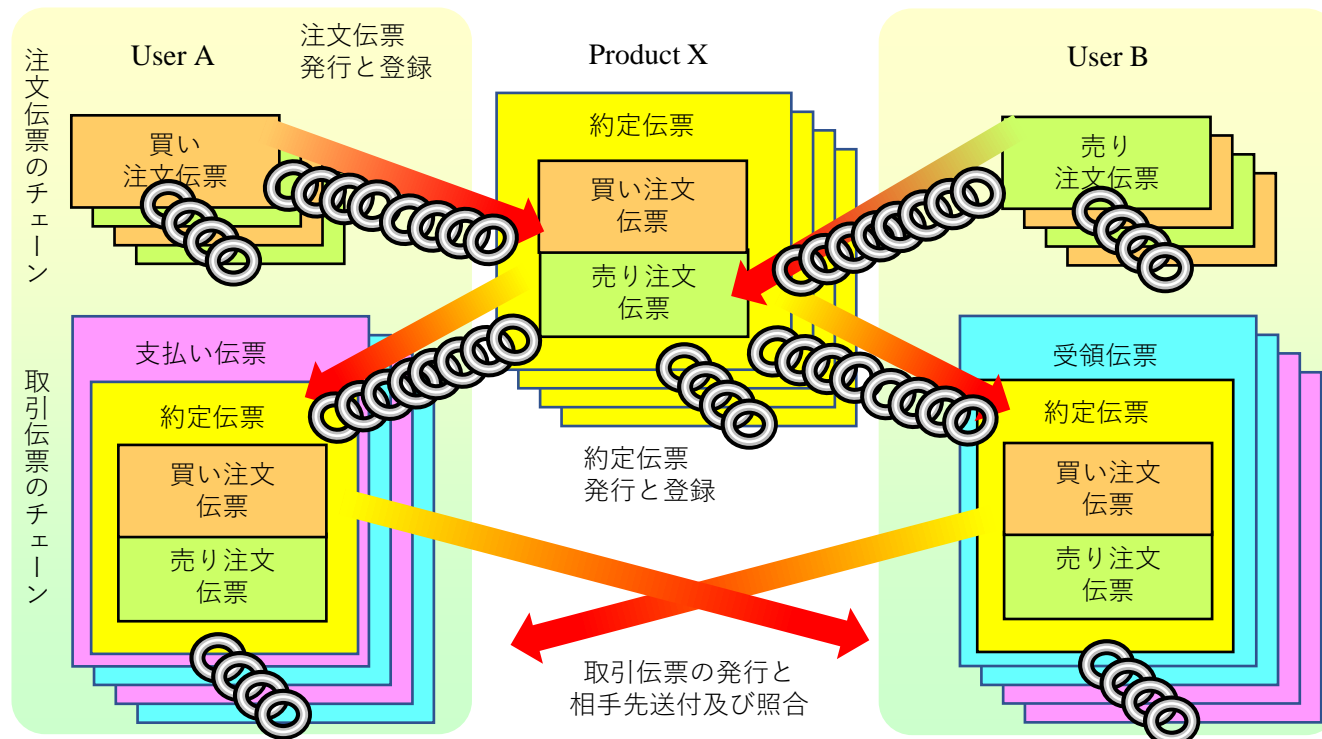 注文伝票のチェーン
User A
注文伝票
発行と登録
買い
注文伝票
Product X
約定伝票
買い注文
伝票
売り注文
伝票
User B
売り
注文伝票
取引伝票のチェーン
支払い伝票
約定伝票
買い注文
伝票
売り注文
伝票
約定伝票
発行と登録
受領伝票
約定伝票
買い注文
伝票
売り注文
伝票
取引伝票の発行と
相手先送付及び照合